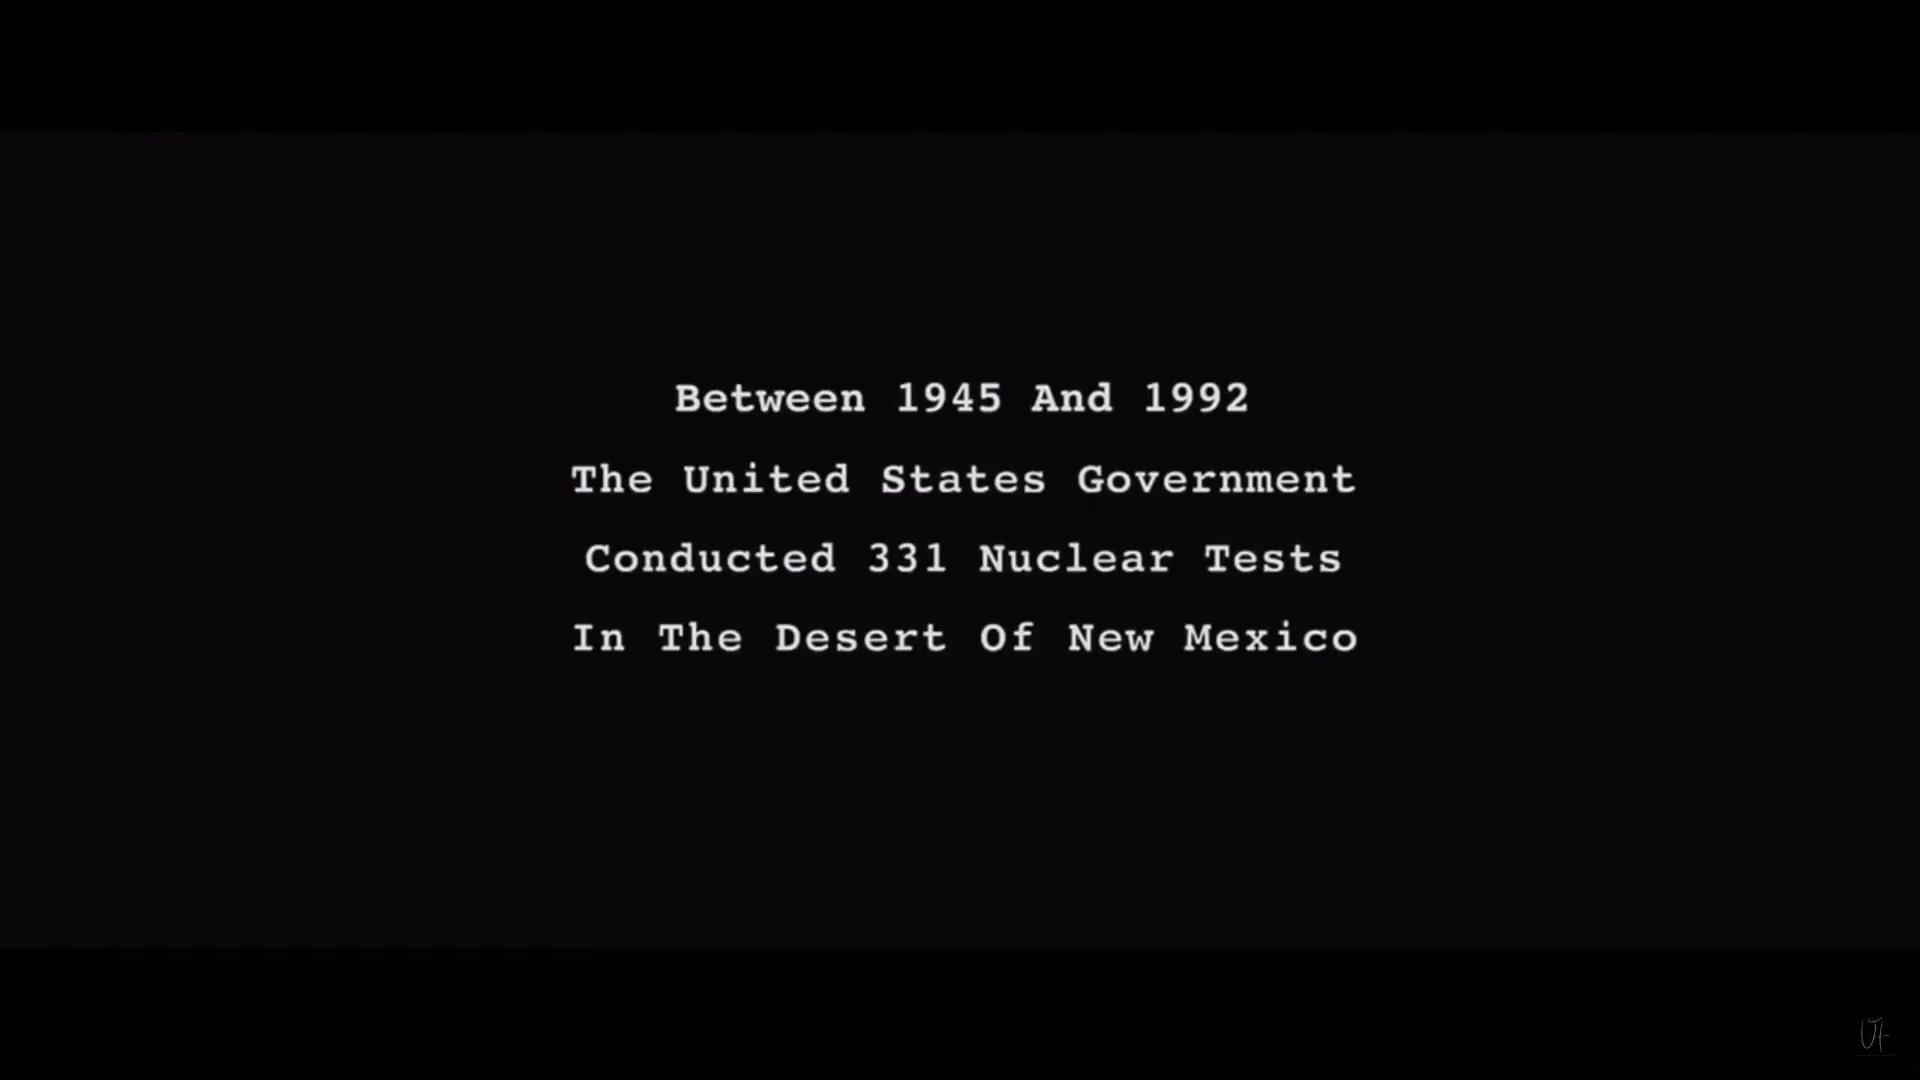 Between 1945 And 1992
The United States Government
Conducted 331 Nuclear Tests
In The Desert Of New Mexico